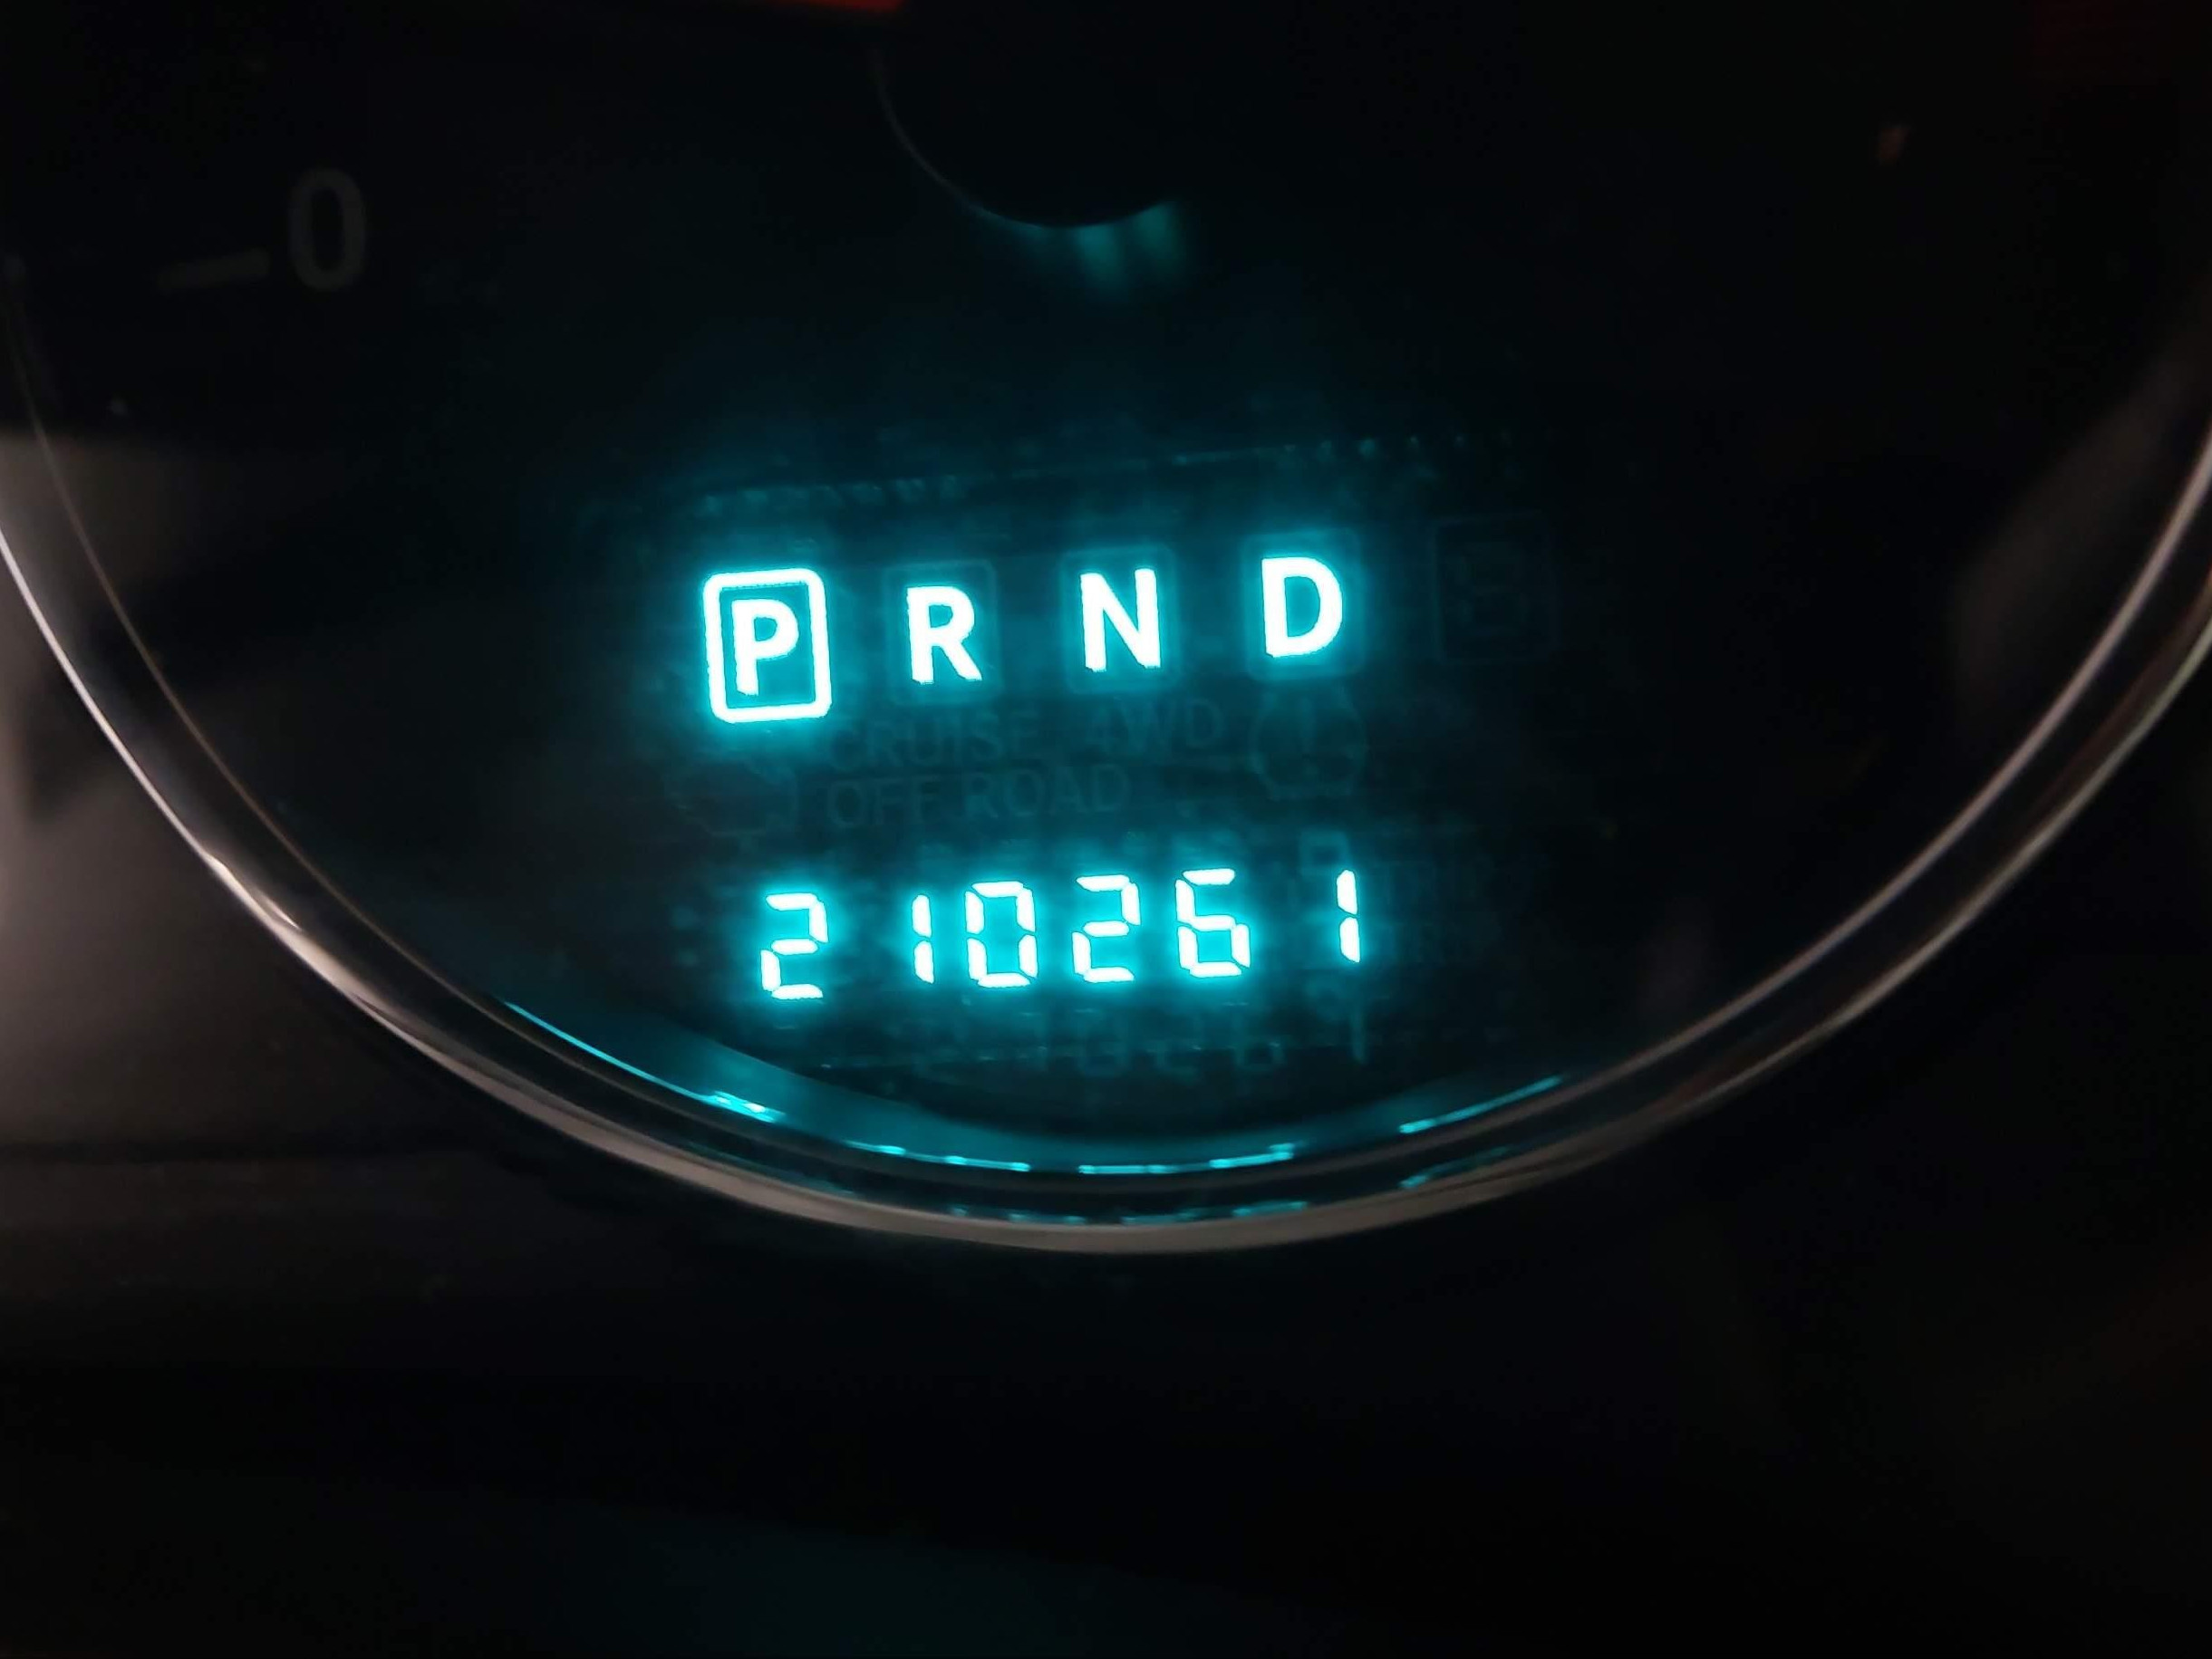 0
P R N D
CRUISE 4WD
OFF ROAD
210261